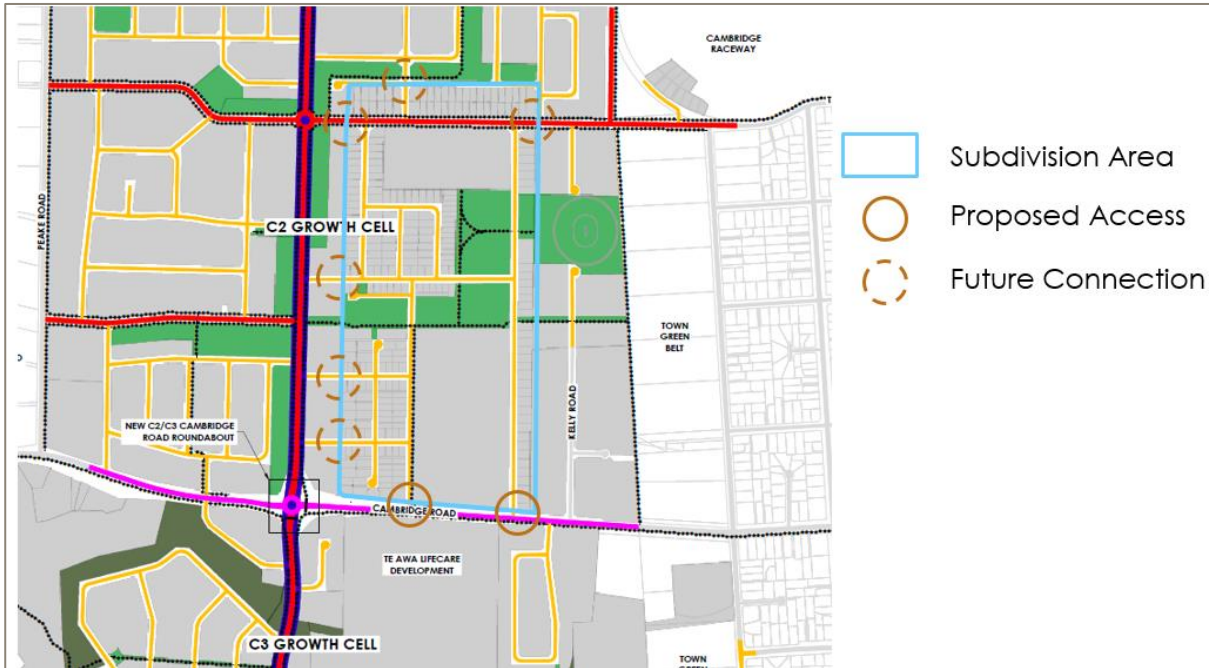 CAMBRIDGE
RACEWAY
PEAKE ROAD
C2 GROWTH CELL
TOWN
GREEN
BELT
KELLY ROAD
NEW C2/C3 CAMBRIDGE
ROAD ROUNDABOUT
CAMBRIDGE ROAD
TE AWA LIFECARE
DEVELOPMENT
C3 GROWTH CELL
TOWN
Subdivision Area
Proposed Access
Future Connection